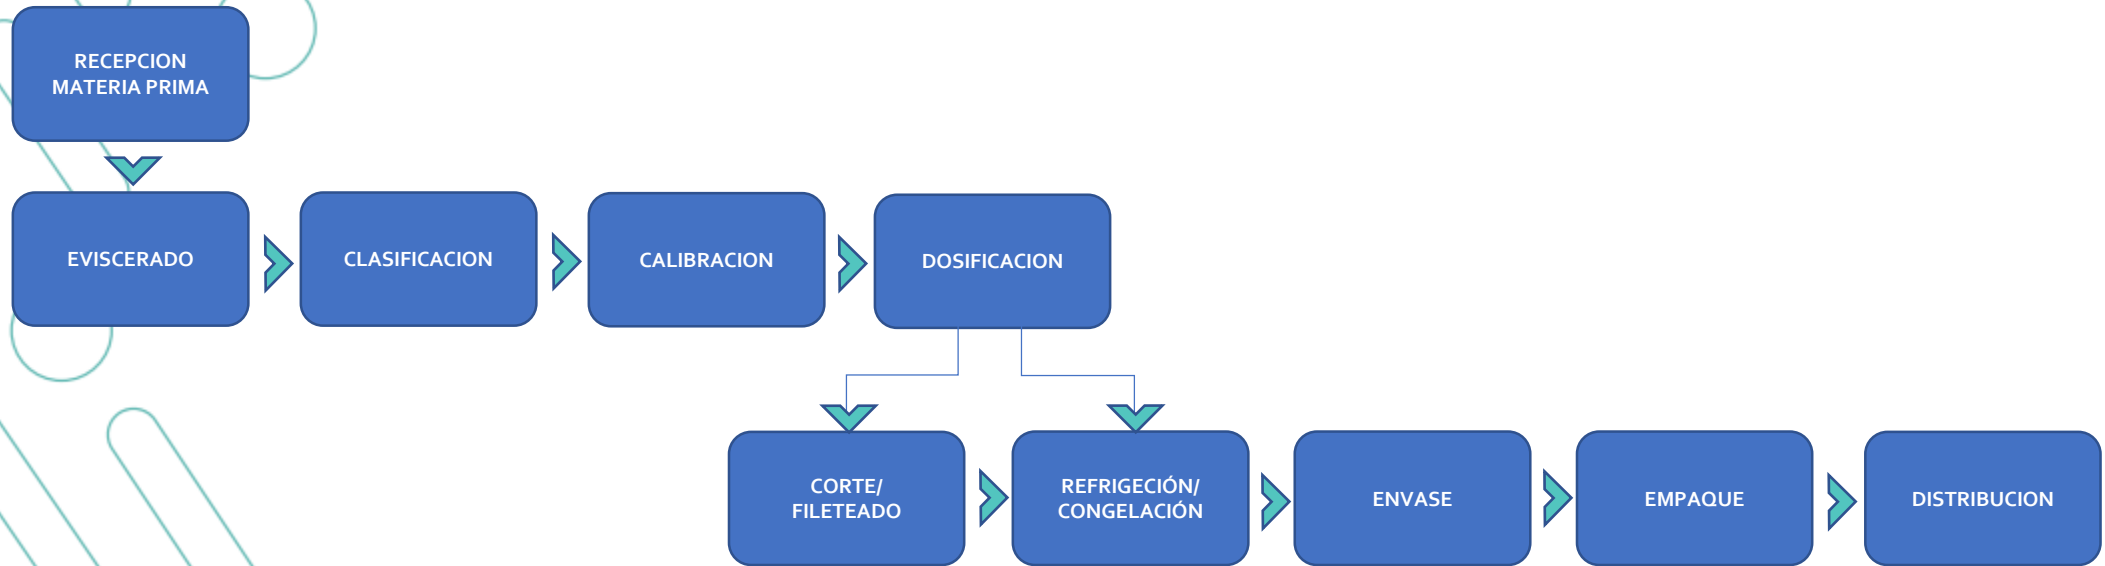 RECEPCION
MATERIA PRIMA
EVISCERADO
CLASIFICACION
CALIBRACION
DOSIFICACION
CORTE/
FILETEADO
REFRIGECIÓN/
CONGELACIÓN
ENVASE
EMPAQUE
DISTRIBUCION